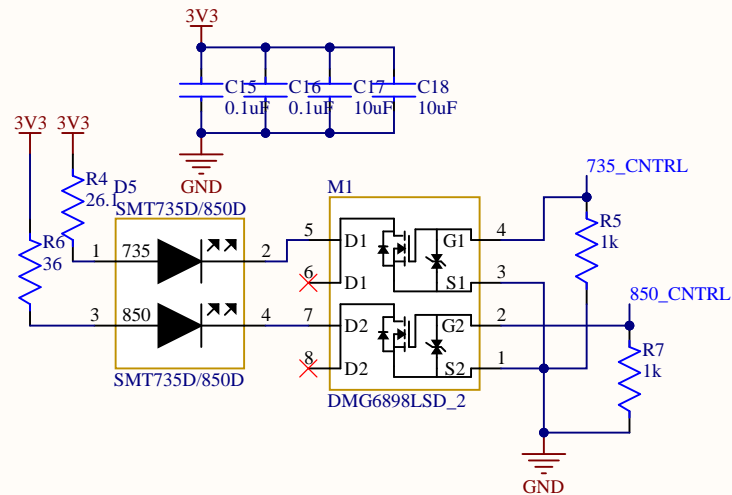 3V3
C15
0.1uF
C16
0.1uF
C17
10uF
C18
10uF
GND
3V3
3V3
R4
26.1
R6
36
D5
SMT735D/850D
1
735
2
3
850
4
SMT735D/850D
M1
5
D1
G1
4
6
D1
S1
3
7
D2
G2
2
8
D2
S2
1
DMG6898LSD_2
735_CNTRL
R5
1k
850_CNTRL
R7
1k
GND